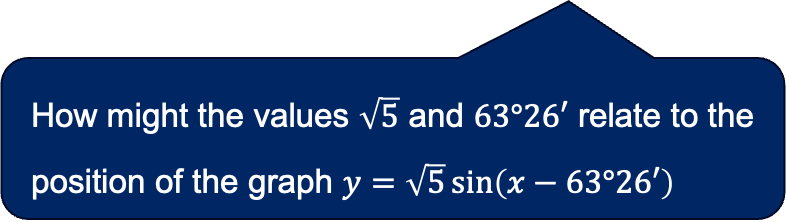 How might the values √5 and 63°26′ relate to the
position of the graph y = √5 sin(x − 63°26′)